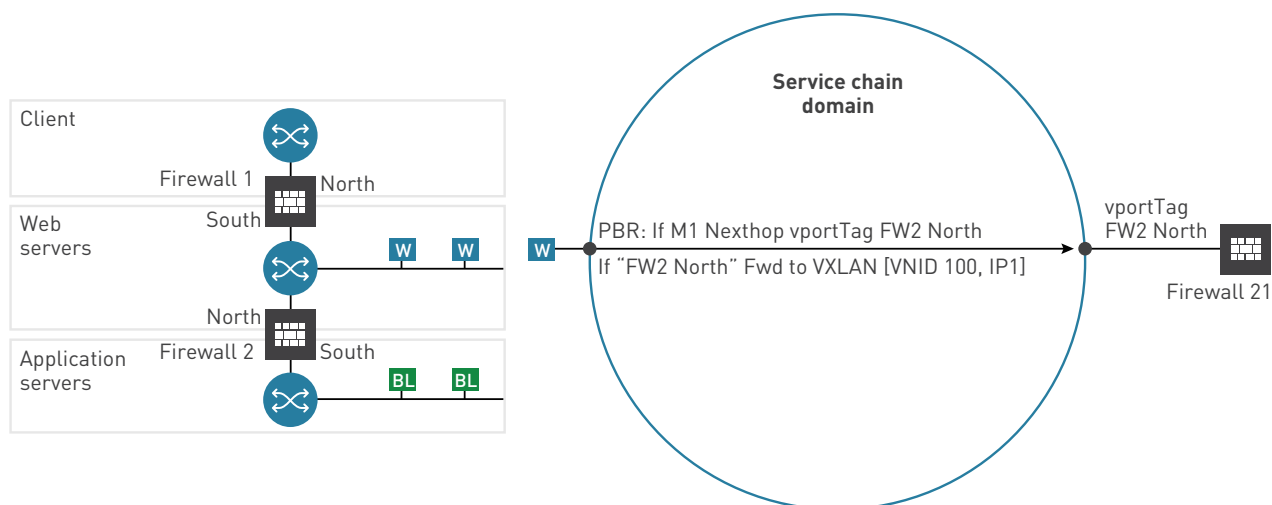 Client
Firewall 1
North
South
Web
servers
W W
North
Firewall 2
South
Application
servers
BL BL
Service chain
domain
W
PBR: If M1 Nexthop vportTag FW2 North
If “FW2 North” Fwd to VXLAN [VNID 100, IP1]
vportTag
FW2 North
Firewall 21